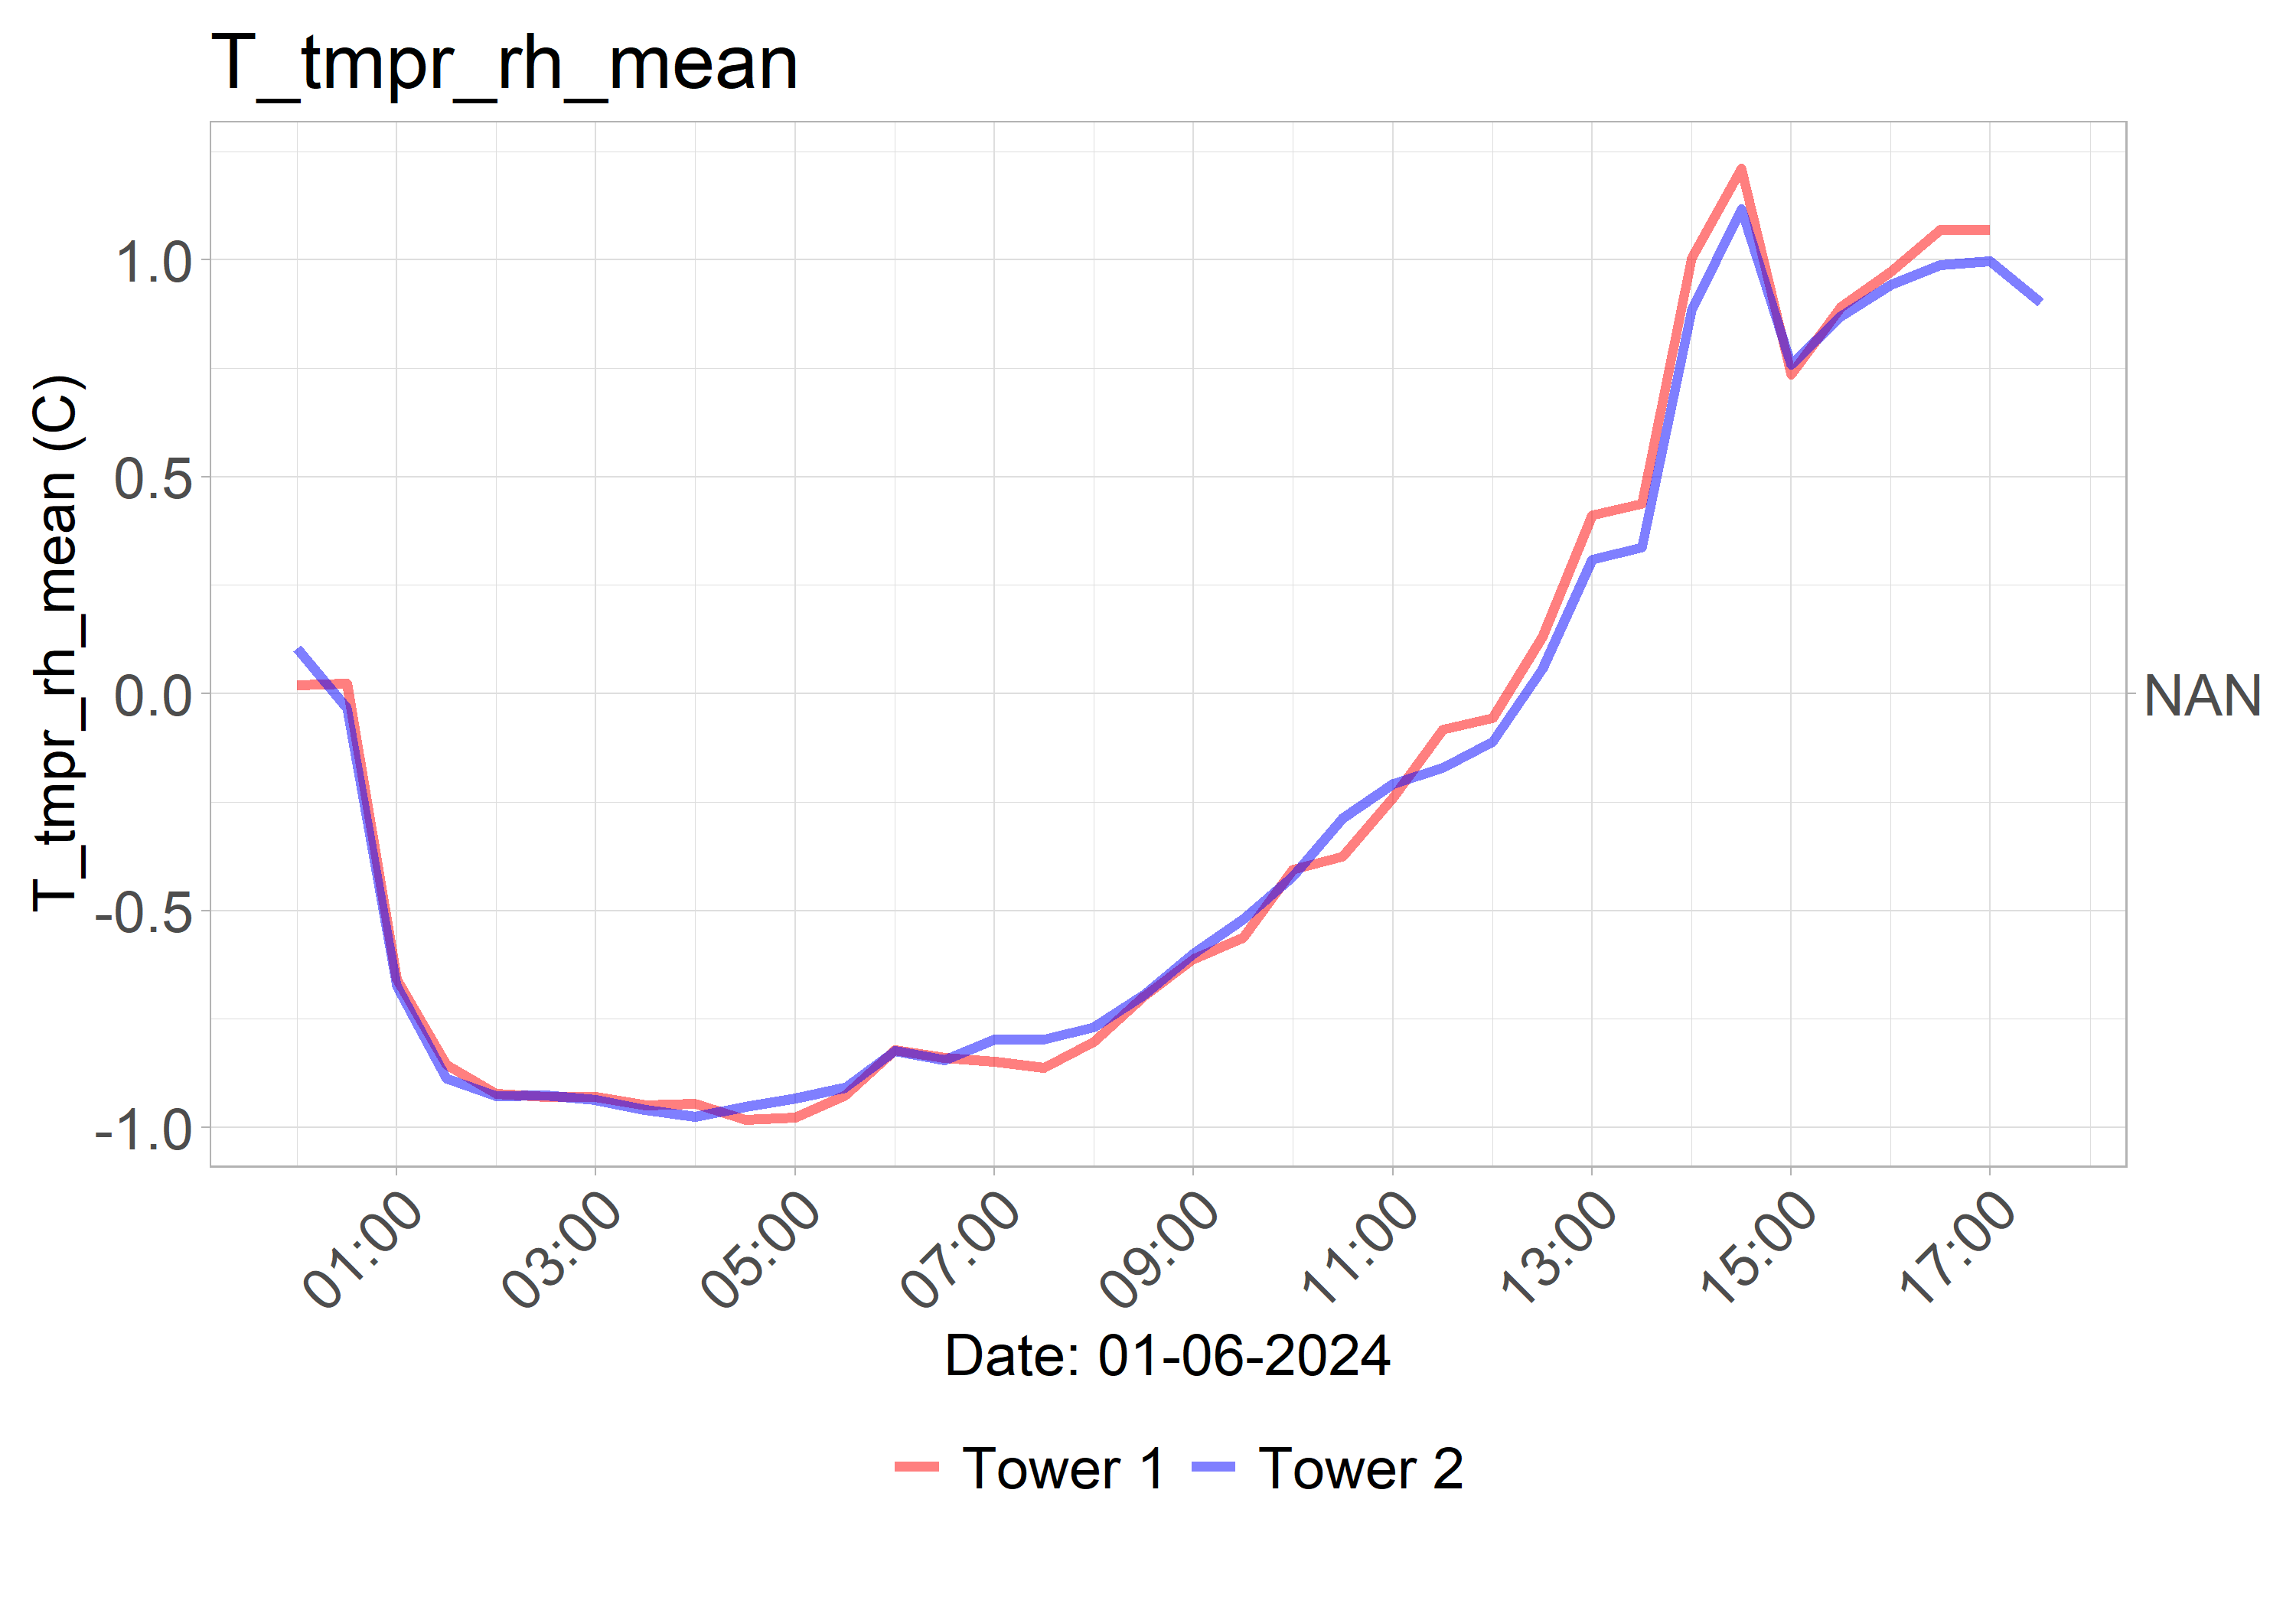 T_tmpr_rh_mean
T_tmpr_rh_mean (C)
1.0
0.5
0.0
-0.5
-1.0
NAN
01:00 03:00 05:00 07:00 09:00 11:00 13:00 15:00 17:00
Date: 01-06-2024
Tower 1 Tower 2